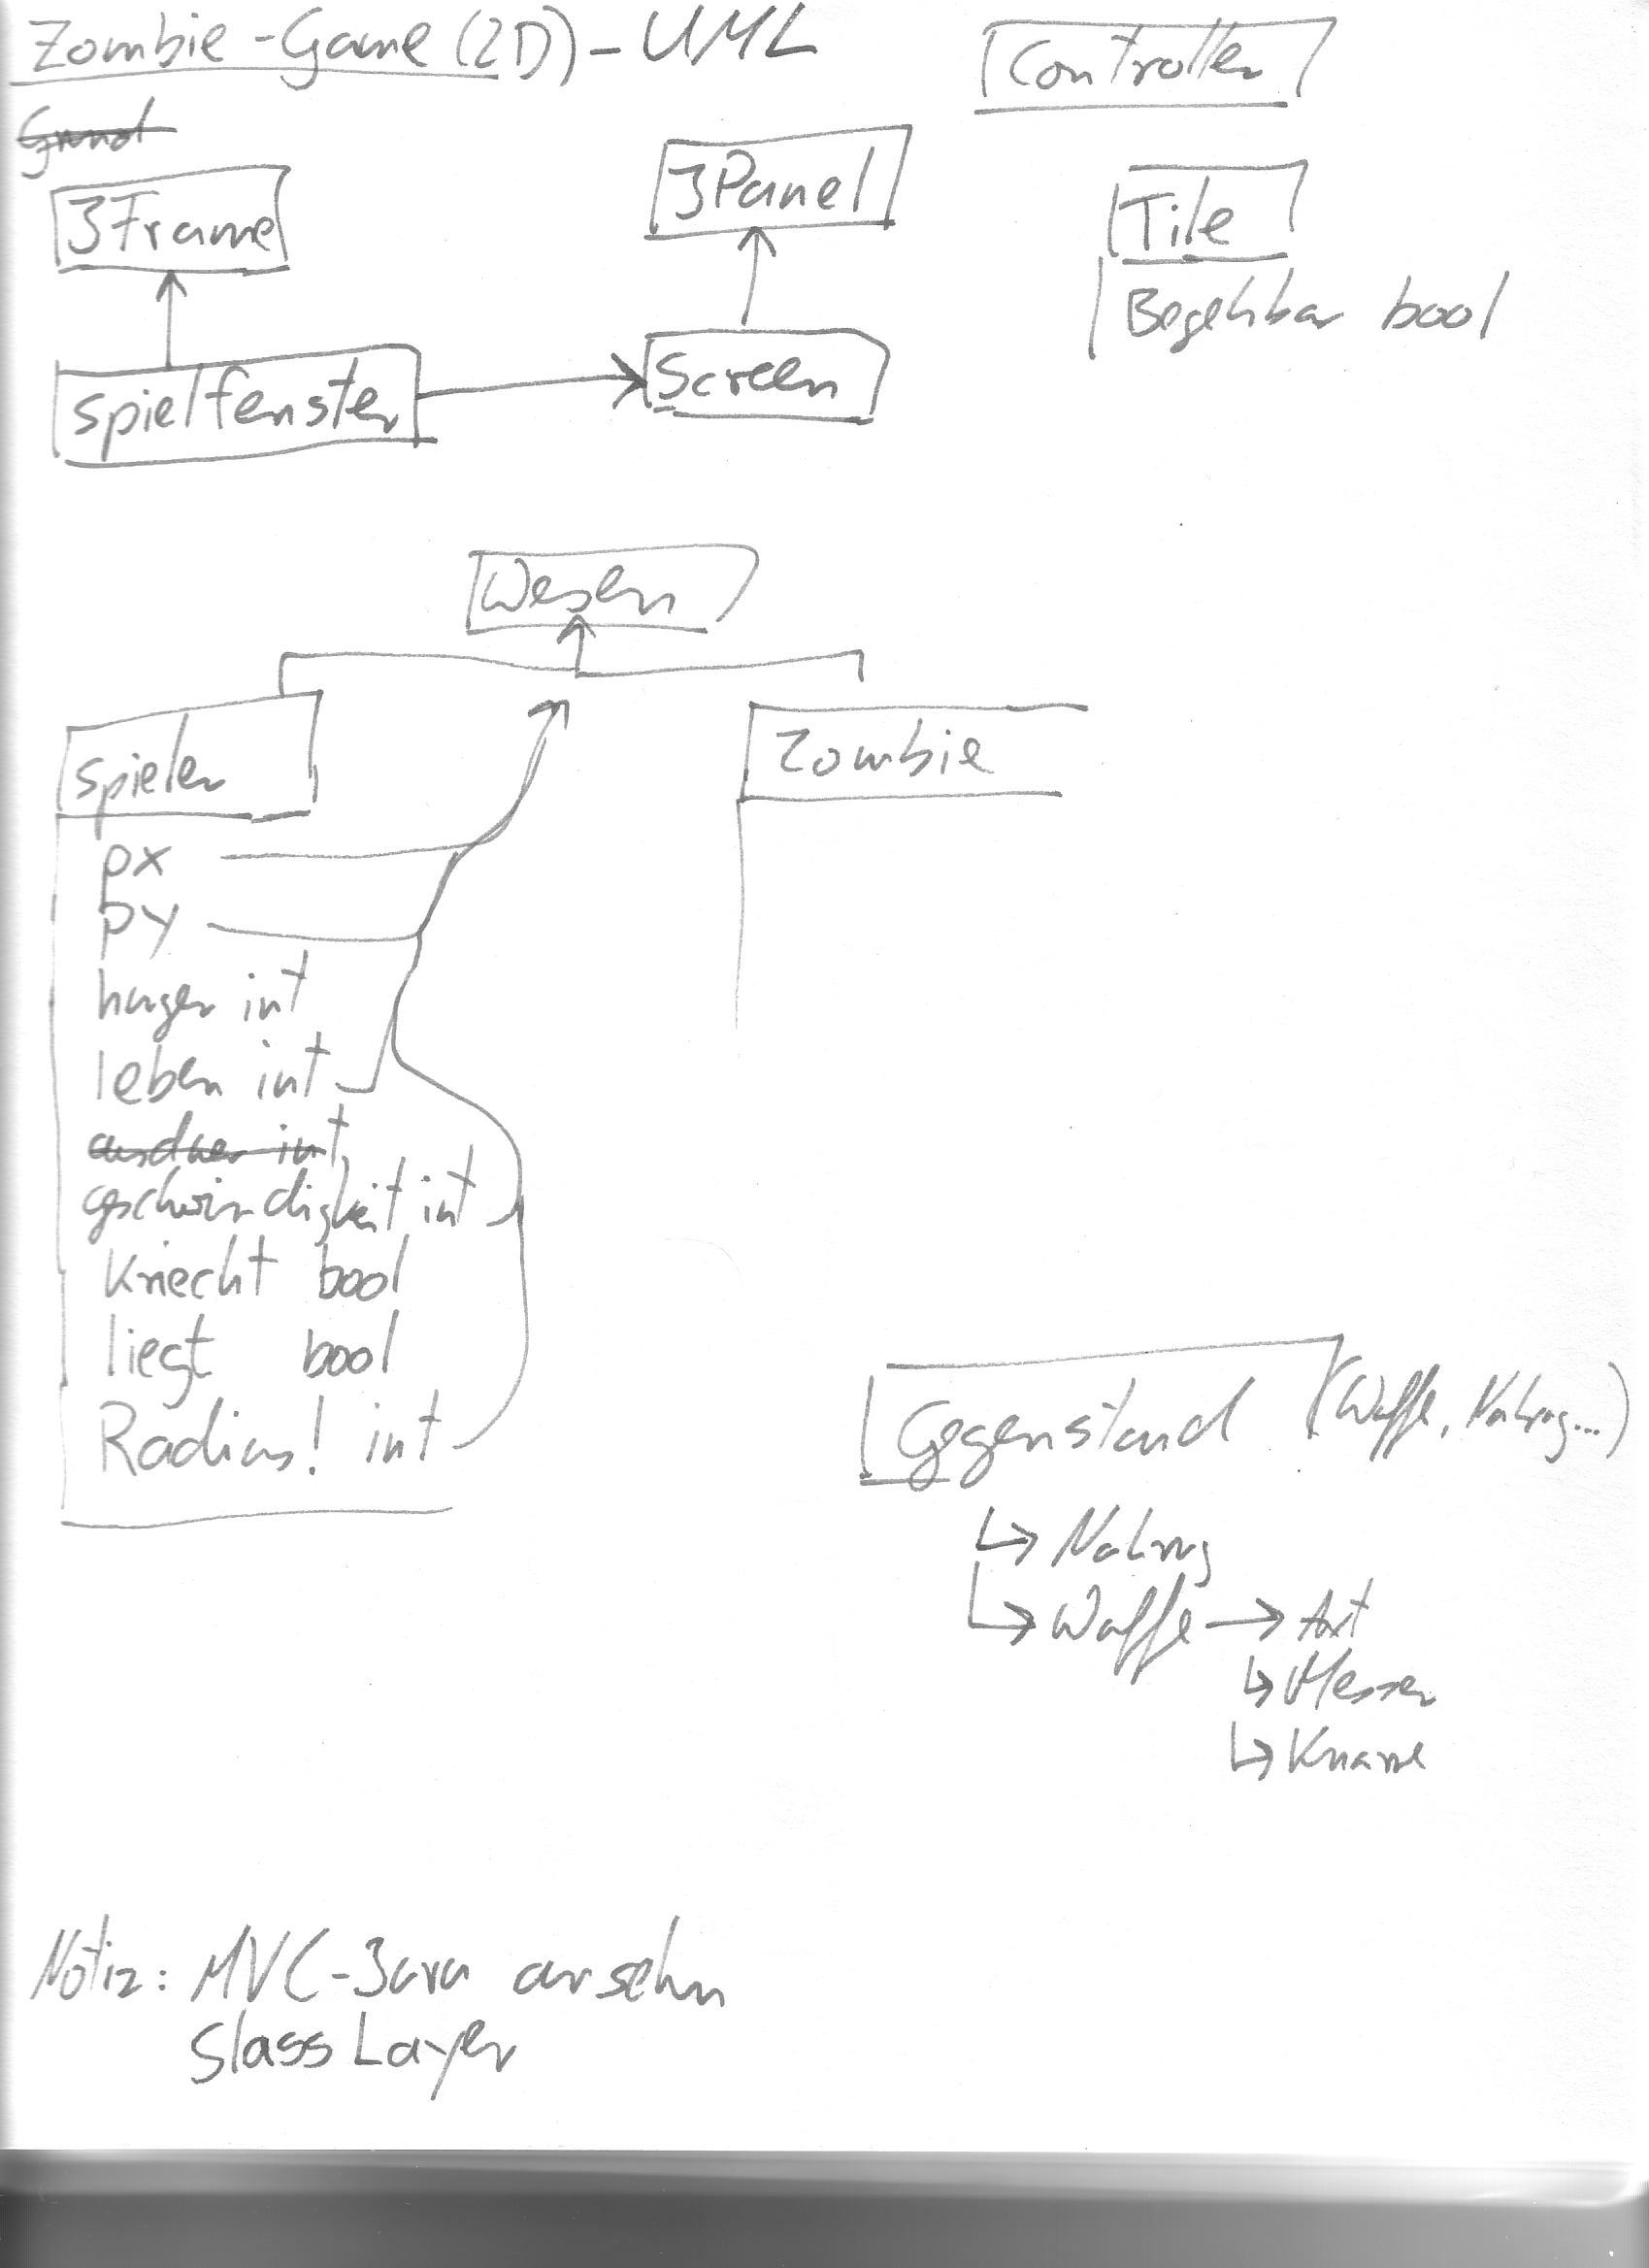 Zombie-Game (2D) - UML
Controller
Grund
JFrame
JPanel
Tile
Begehbar bool
Spielfenster
Screen
Wesen
Spieler
Zombie
px
py
hunger int
leben int
ausdauer int
geschwindigkeit int
Kriecht bool
liegt bool
Radius! int
Gegenstand (Waffe, Nahrung...)
↳ Nahrung
↳ Waffe → Axt
↳ Messer
↳ Knarre
Notiz: MVC-Java ansehn
Glass Layer